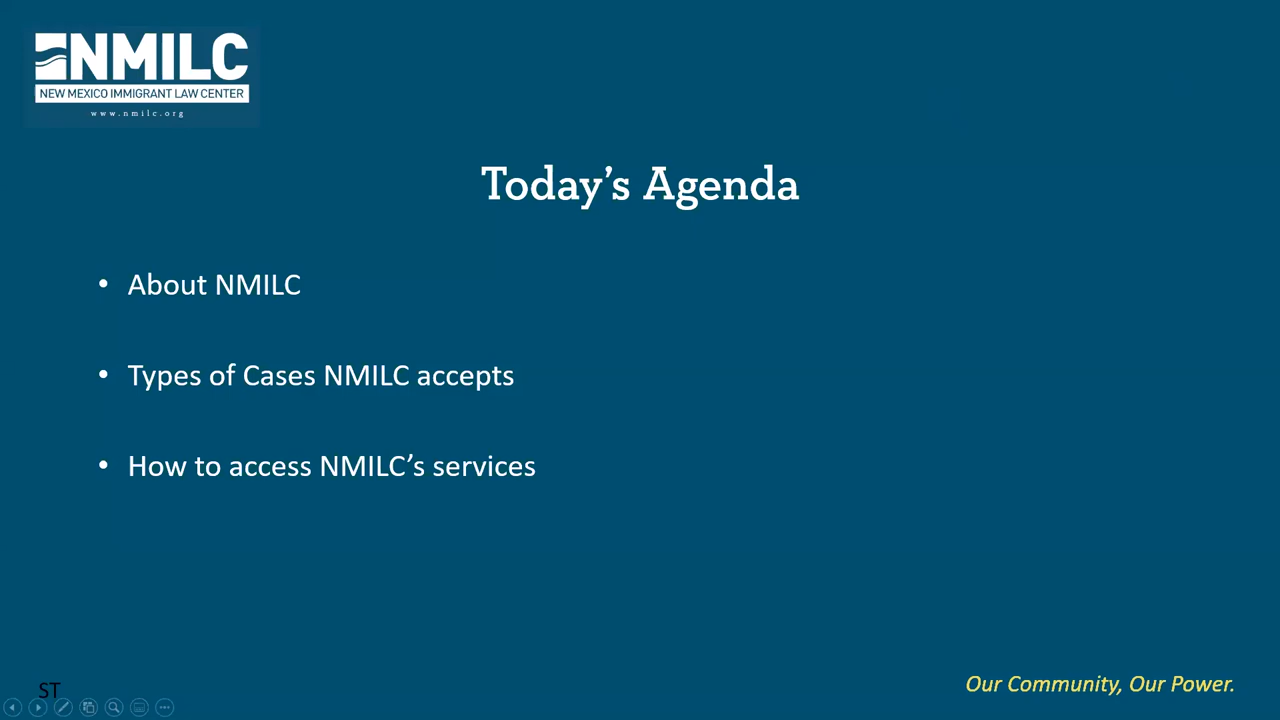 NMILC
NEW MEXICO IMMIGRANT LAW CENTER
www.nmilc.org
Today’s Agenda
• About NMILC
• Types of Cases NMILC accepts
• How to access NMILC’s services
ST
Our Community, Our Power.